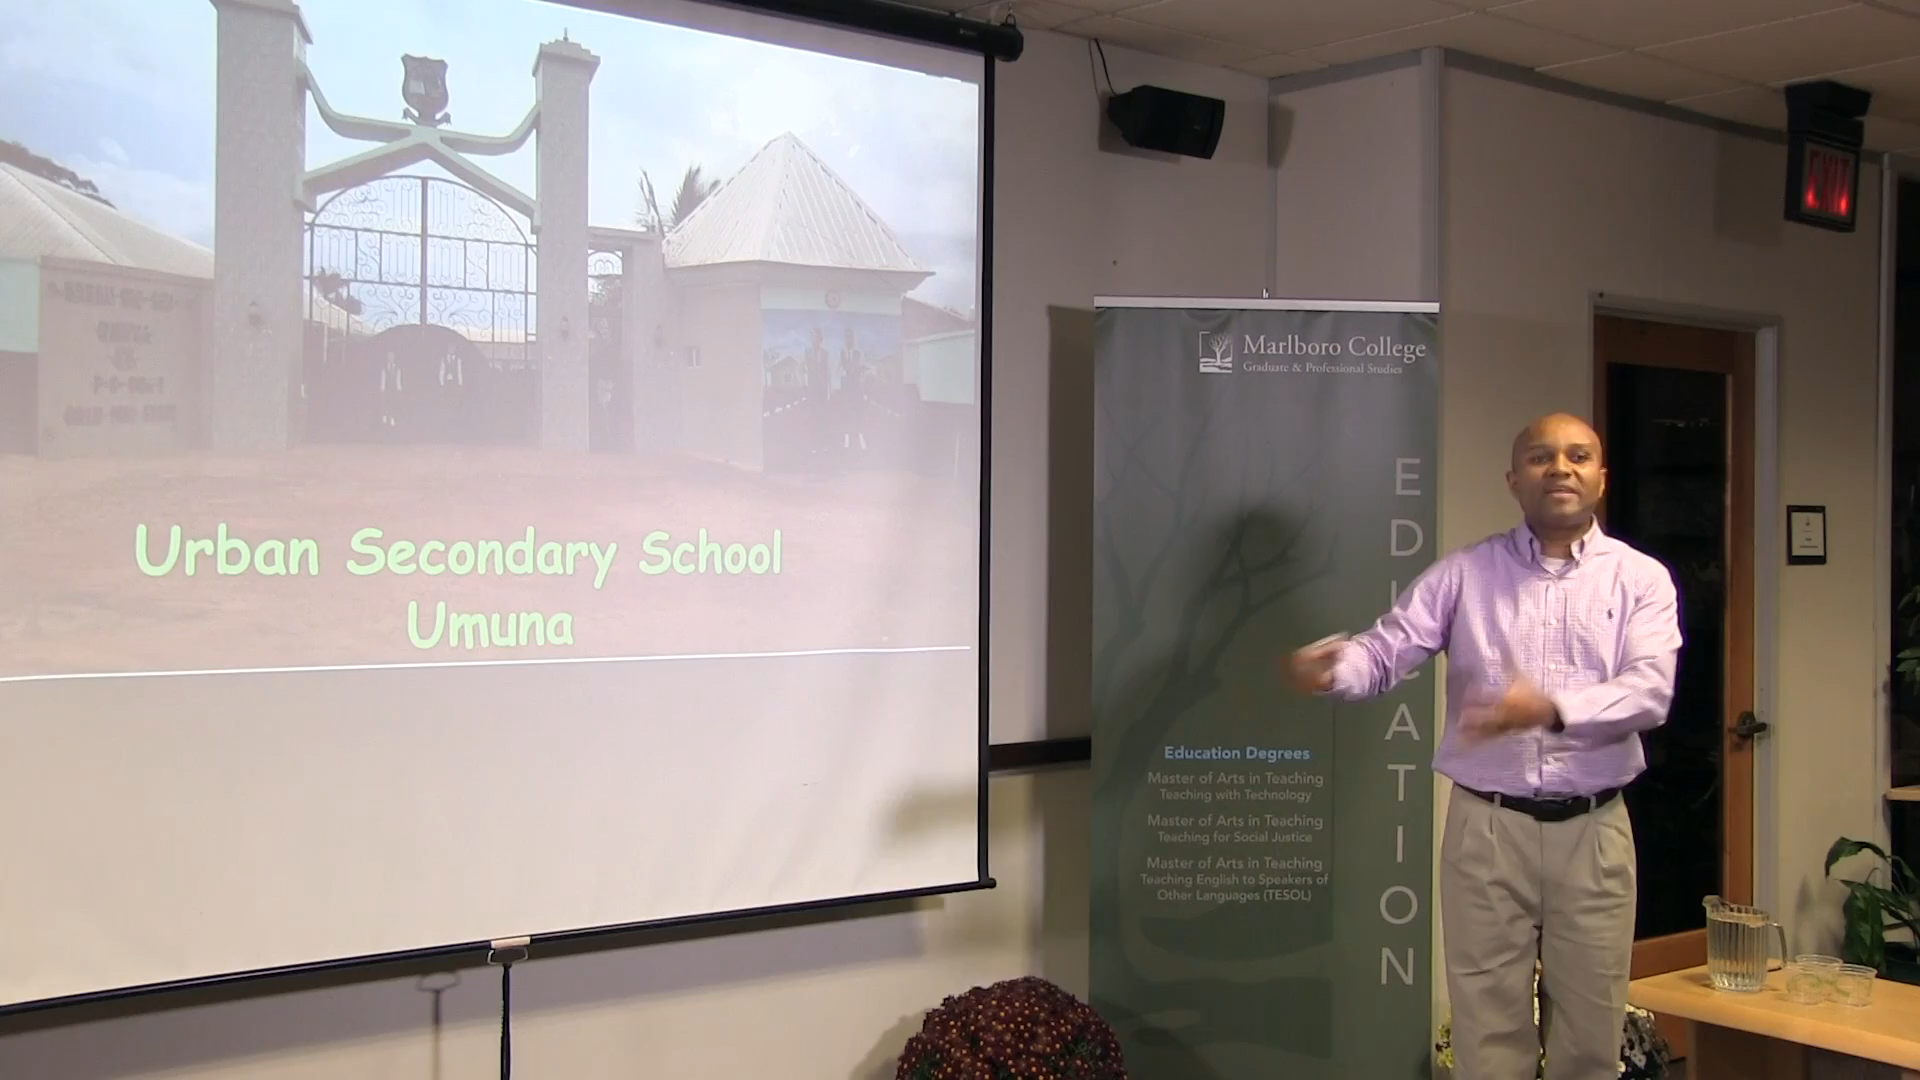 Urban Secondary School
Umuna
EXIT
Marlboro College
Graduate & Professional Studies
EDUCATION
Education Degrees
Master of Arts in Teaching
Teaching with Technology
Master of Arts in Teaching
Teaching for Social Justice
Master of Arts in Teaching
Teaching English to Speakers of
Other Languages (TESOL)